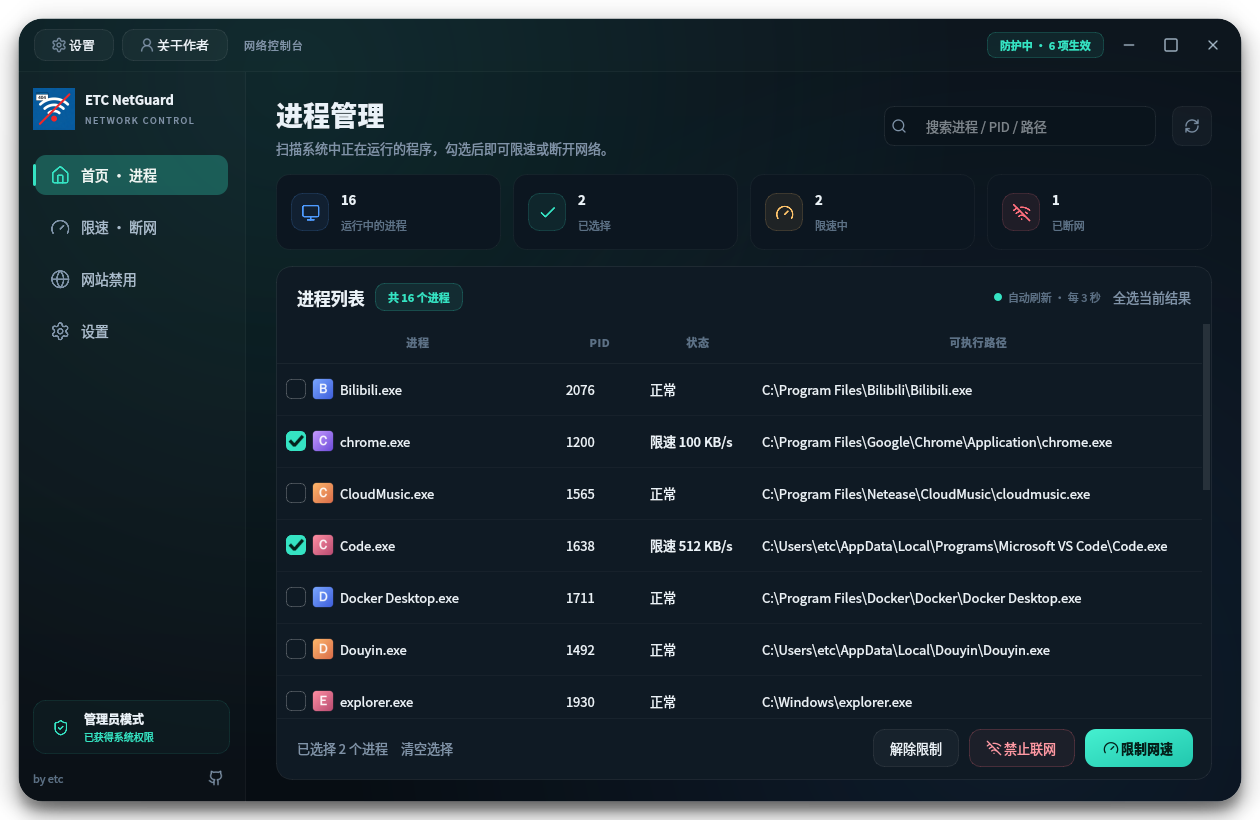 设置
关于作者
网络控制台
防护中 · 6 项生效
ETC NetGuard
NETWORK CONTROL
首页 · 进程
限速 · 断网
网站禁用
设置
管理员模式
已获得系统权限
by etc
进程管理
扫描系统中正在运行的程序，勾选后即可限速或断开网络。
搜索进程 / PID / 路径
16
运行中的进程
2
已选择
2
限速中
1
已断网
进程列表
共 16 个进程
自动刷新 · 每 3 秒
全选当前结果
进程 PID 状态 可执行路径
B Bilibili.exe 2076 正常 C:\Program Files\Bilibili\Bilibili.exe
C chrome.exe 1200 限速 100 KB/s C:\Program Files\Google\Chrome\Application\chrome.exe
C CloudMusic.exe 1565 正常 C:\Program Files\Netease\CloudMusic\cloudmusic.exe
C Code.exe 1638 限速 512 KB/s C:\Users\etc\AppData\Local\Programs\Microsoft VS Code\Code.exe
D Docker Desktop.exe 1711 正常 C:\Program Files\Docker\Docker\Docker Desktop.exe
D Douyin.exe 1492 正常 C:\Users\etc\AppData\Local\Douyin\Douyin.exe
E explorer.exe 1930 正常 C:\Windows\explorer.exe
已选择 2 个进程
清空选择
解除限制
禁止联网
限制网速